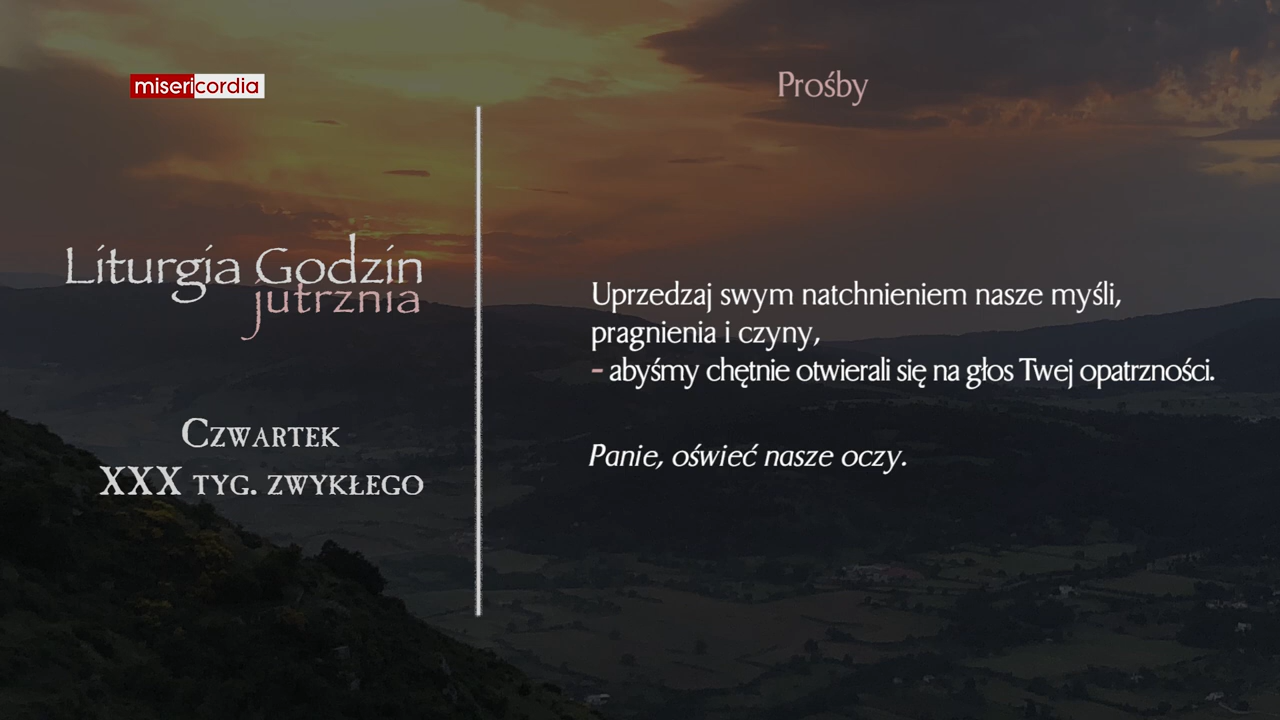 misericordia
Prośby
Liturgia Godzin
jutrznia
Czwartek
XXX tyg. zwykłego
Uprzedzaj swym natchnieniem nasze myśli,
pragnienia i czyny,
- abyśmy chętnie otwierali się na głos Twej opatrzności.
Panie, oświeć nasze oczy.